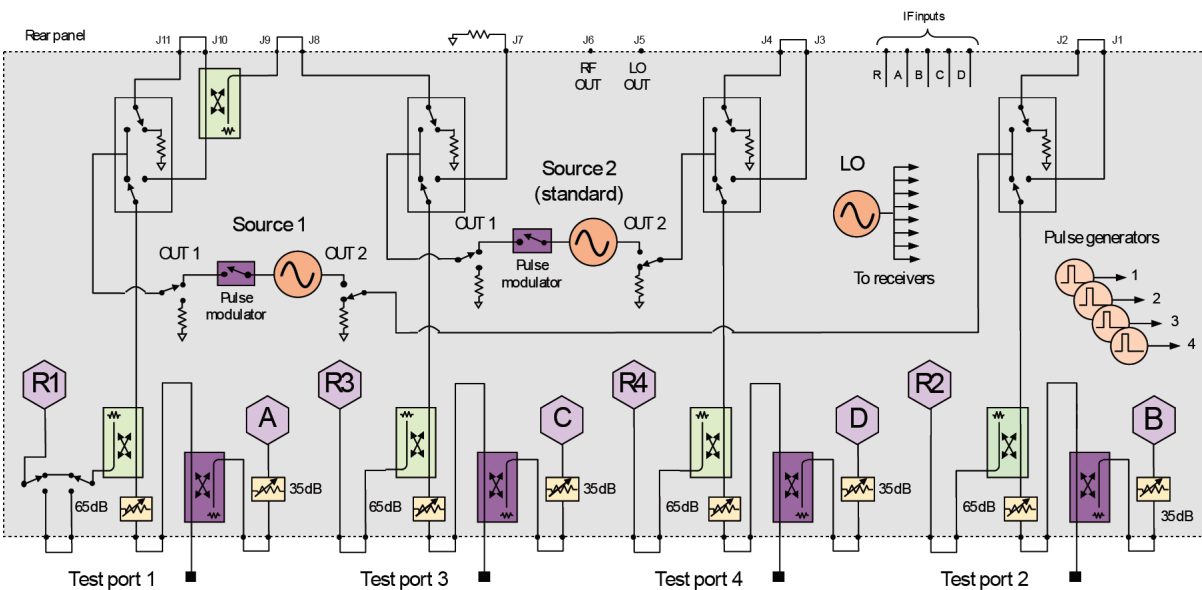 Rear panel
J11
J10
J9
J8
J7
J6
J5
J4
J3
IF inputs
J2
J1
RF
OUT
LO
OUT
R
A
B
C
D
Source 2
(standard)
LO
Source 1
OUT 1
OUT 2
Pulse
modulator
OUT 1
OUT 2
Pulse
modulator
To receivers
Pulse generators
1
2
3
4
R1
A
R3
C
R4
D
R2
B
65dB
35dB
65dB
35dB
65dB
35dB
65dB
35dB
Test port 1
Test port 3
Test port 4
Test port 2